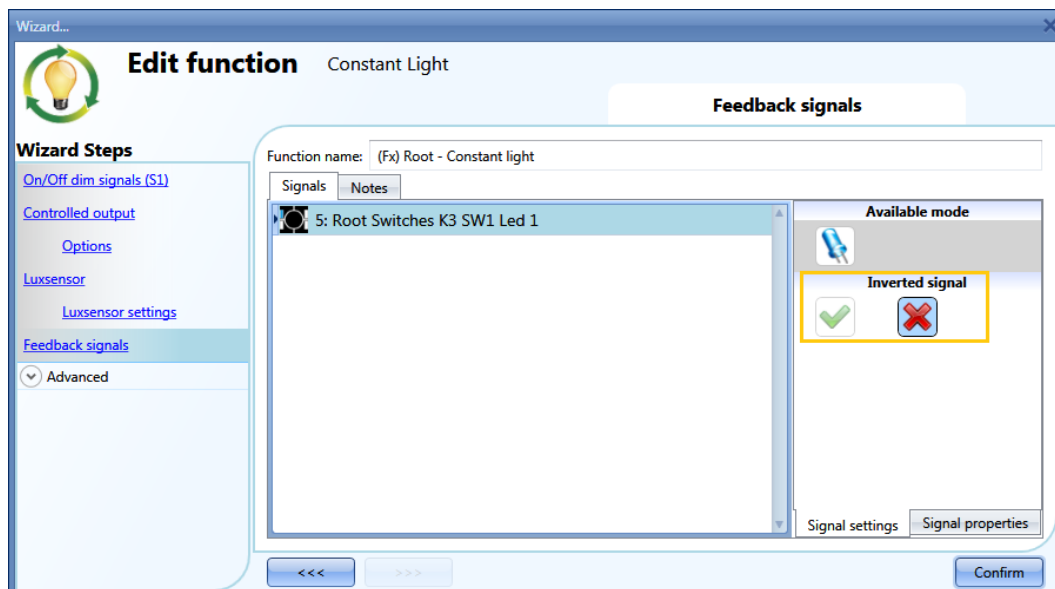 Wizard...
Edit function Constant Light
Feedback signals
Wizard Steps
On/Off dim signals (S1)
Controlled output
Options
Luxsensor
Luxsensor settings
Feedback signals
Advanced
Function name: (Fx) Root - Constant light
Signals Notes
5: Root Switches K3 SW1 Led 1
Available mode
Inverted signal
Signal settings Signal properties
<<< >>> Confirm